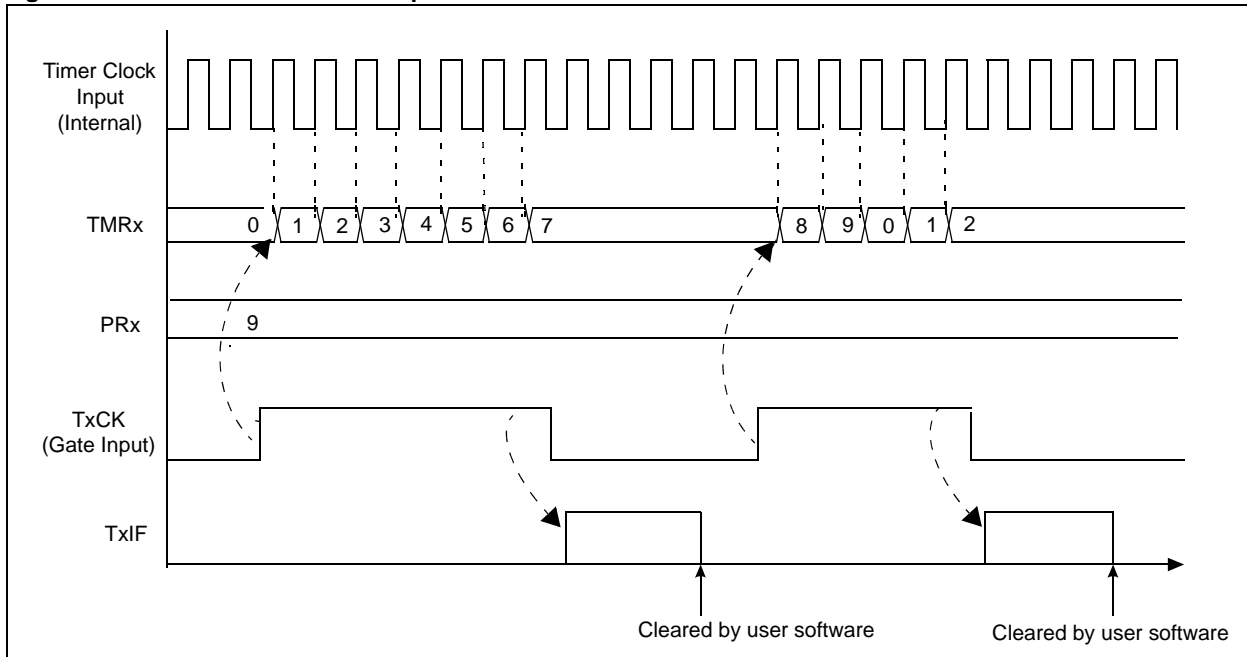 Timer Clock
Input
(Internal)
TMRx
0 1 2 3 4 5 6 7 8 9 0 1 2
PRx
9
TxCK
(Gate Input)
TxIF
Cleared by user software
Cleared by user software